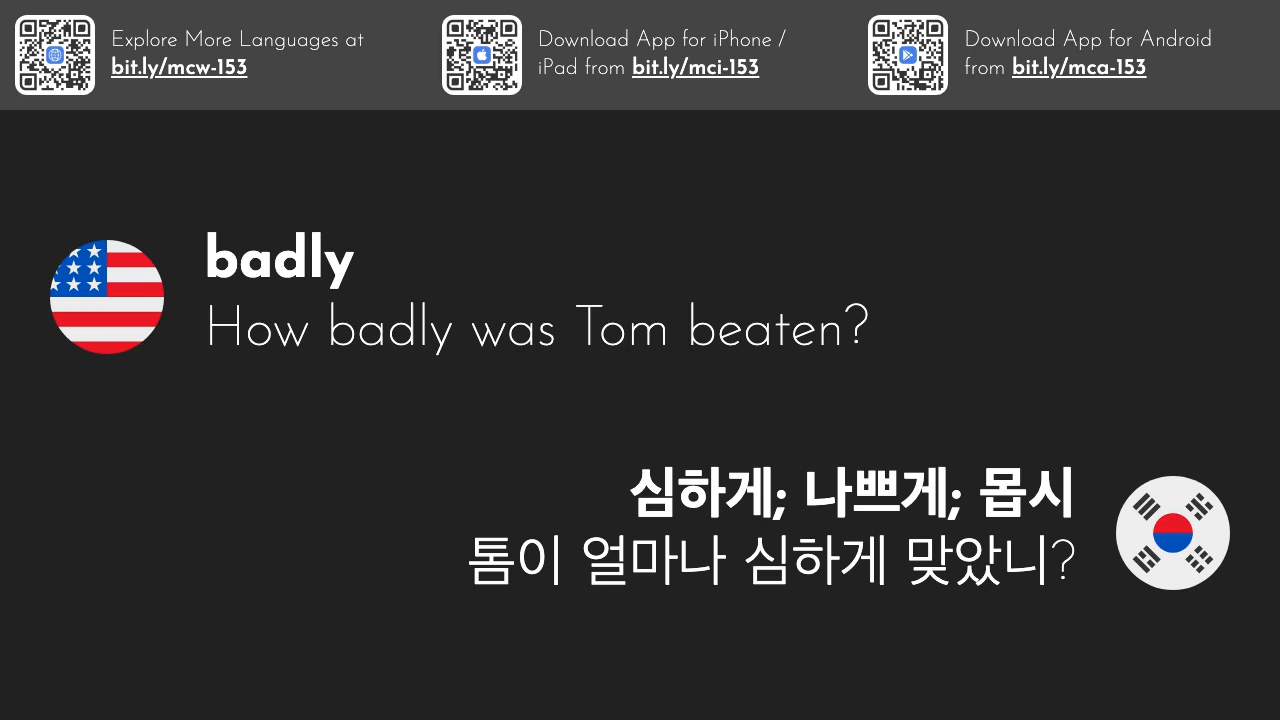 Explore More Languages at
bit.ly/mcw-153
Download App for iPhone /
iPad from bit.ly/mci-153
Download App for Android
from bit.ly/mca-153
badly
How badly was Tom beaten?
심하게; 나쁘게; 몹시
톰이 얼마나 심하게 맞았니?